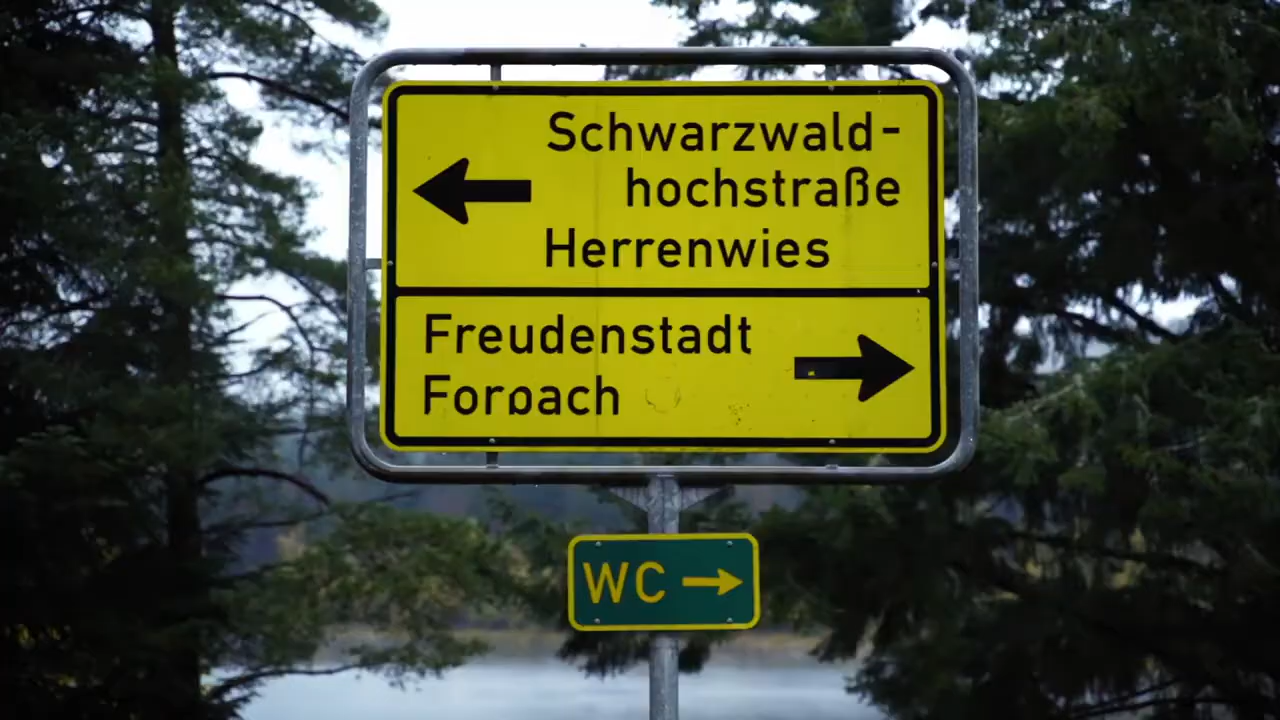 Schwarzwald-
hochstraße
Herrenwies
Freudenstadt
Forbach
WC